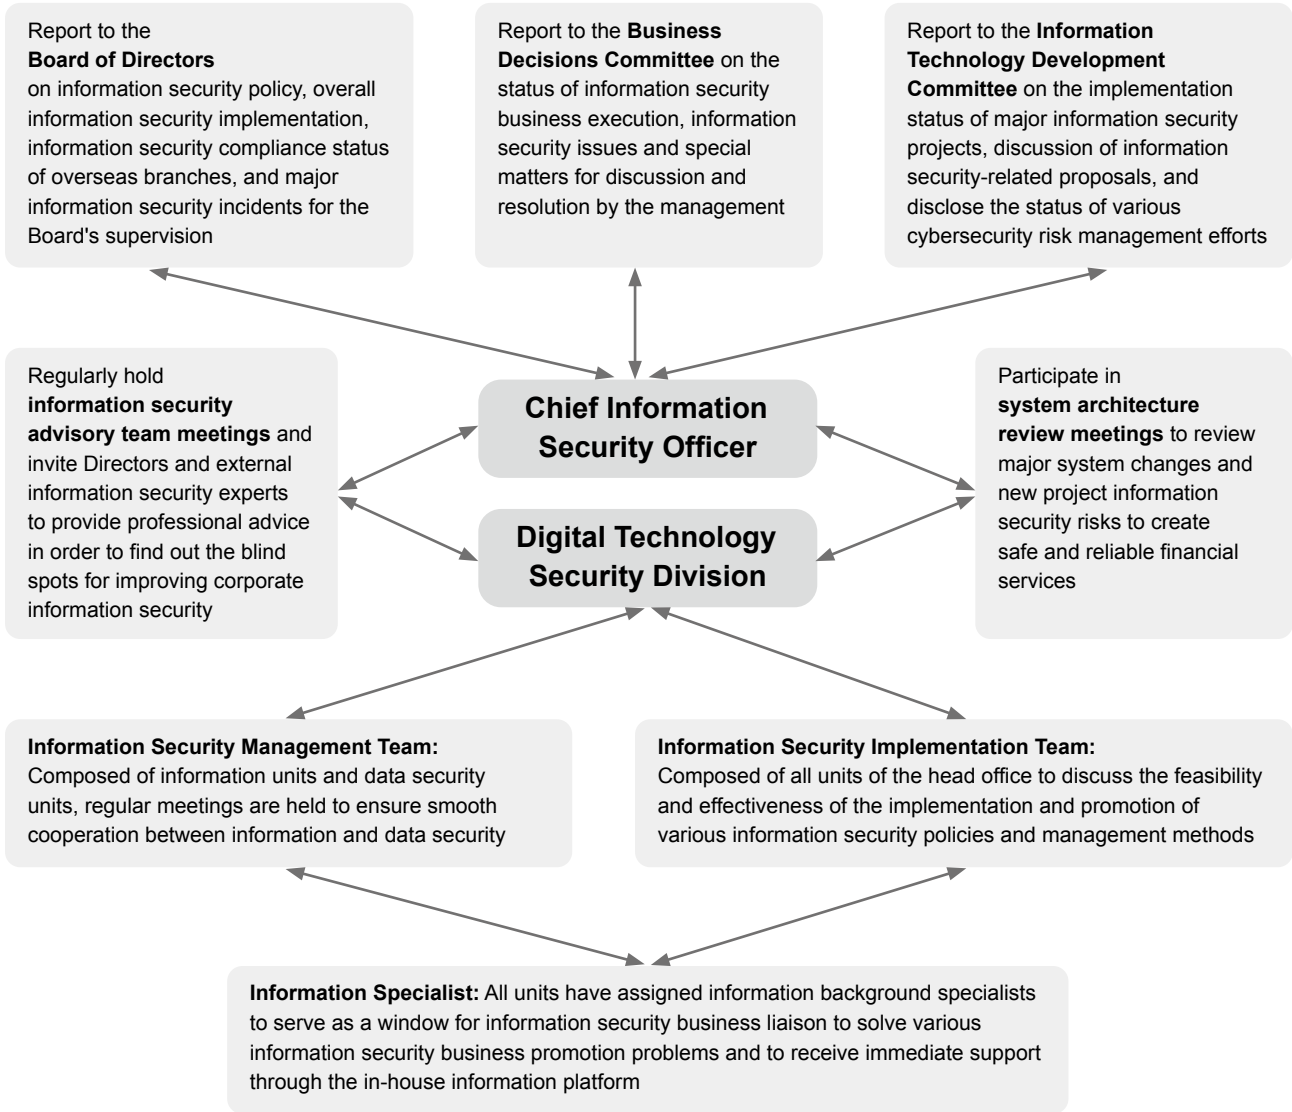 Report to the
Board of Directors
on information security policy, overall
information security implementation,
information security compliance status
of overseas branches, and major
information security incidents for the
Board's supervision
Report to the Business
Decisions Committee on the
status of information security
business execution, information
security issues and special
matters for discussion and
resolution by the management
Report to the Information
Technology Development
Committee on the implementation
status of major information security
projects, discussion of information
security-related proposals, and
disclose the status of various
cybersecurity risk management efforts
Regularly hold
information security
advisory team meetings and
invite Directors and external
information security experts
to provide professional advice
in order to find out the blind
spots for improving corporate
information security
Chief Information
Security Officer
Digital Technology
Security Division
Participate in
system architecture
review meetings to review
major system changes and
new project information
security risks to create
safe and reliable financial
services
Information Security Management Team:
Composed of information units and data security
units, regular meetings are held to ensure smooth
cooperation between information and data security
Information Security Implementation Team:
Composed of all units of the head office to discuss the feasibility
and effectiveness of the implementation and promotion of
various information security policies and management methods
Information Specialist: All units have assigned information background specialists
to serve as a window for information security business liaison to solve various
information security business promotion problems and to receive immediate support
through the in-house information platform